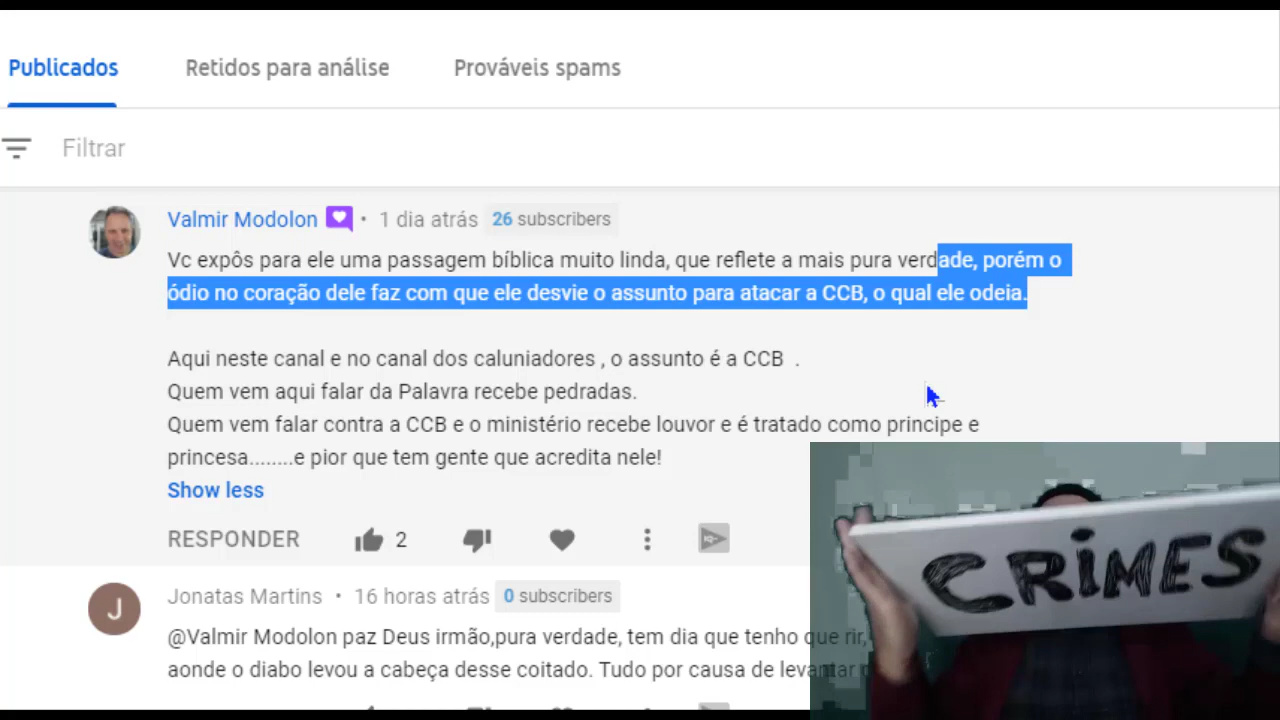 Publicados Retidos para análise Prováveis spams
Filtrar
Valmir Modolon • 1 dia atrás 26 subscribers
Vc expôs para ele uma passagem bíblica muito linda, que reflete a mais pura verdade, porém o
ódio no coração dele faz com que ele desvie o assunto para atacar a CCB, o qual ele odeia.
Aqui neste canal e no canal dos caluniadores , o assunto é a CCB .
Quem vem aqui falar da Palavra recebe pedradas.
Quem vem falar contra a CCB e o ministério recebe louvor e é tratado como principe e
princesa........e pior que tem gente que acredita nele!
Show less
RESPONDER 2
J Jonatas Martins • 16 horas atrás 0 subscribers
@Valmir Modolon paz Deus irmão,pura verdade, tem dia que tenho que rir,
aonde o diabo levou a cabeça desse coitado. Tudo por causa de levantar
CRIMES